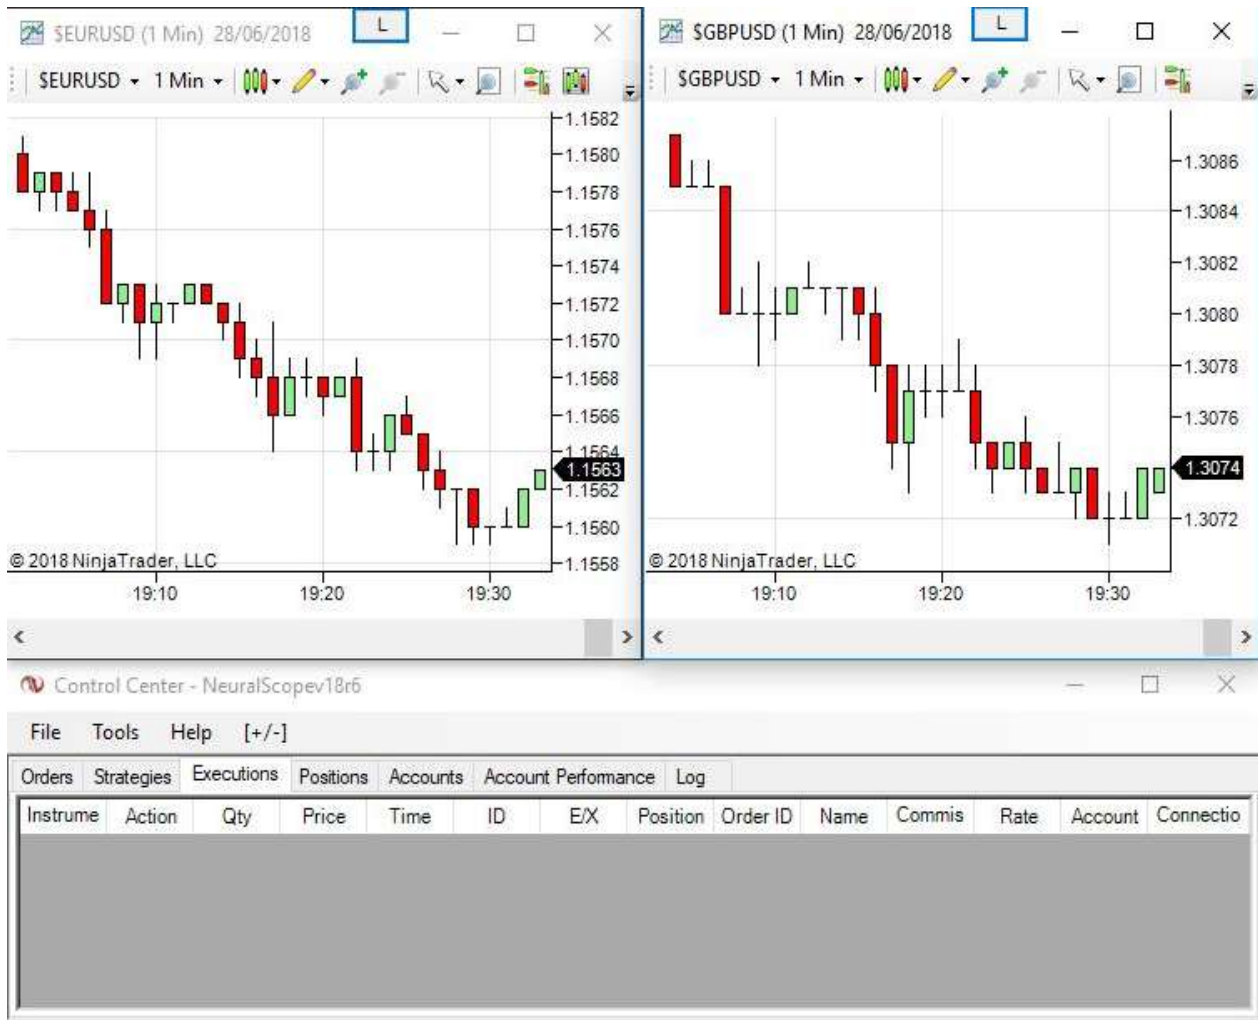 $EURUSD (1 Min) 28/06/2018
L
$EURUSD 1 Min
1.1582
1.1580
1.1578
1.1576
1.1574
1.1572
1.1570
1.1568
1.1566
1.1564
1.1563
1.1562
1.1560
1.1558
© 2018 NinjaTrader, LLC
19:10 19:20 19:30
$GBPUSD (1 Min) 28/06/2018
L
$GBPUSD 1 Min
1.3086
1.3084
1.3082
1.3080
1.3078
1.3076
1.3074
1.3072
© 2018 NinjaTrader, LLC
19:10 19:20 19:30
Control Center - NeuralScopev18r6
File Tools Help [+/-]
Orders Strategies Executions Positions Accounts Account Performance Log
Instrume Action Qty Price Time ID E/X Position Order ID Name Commis Rate Account Connectio